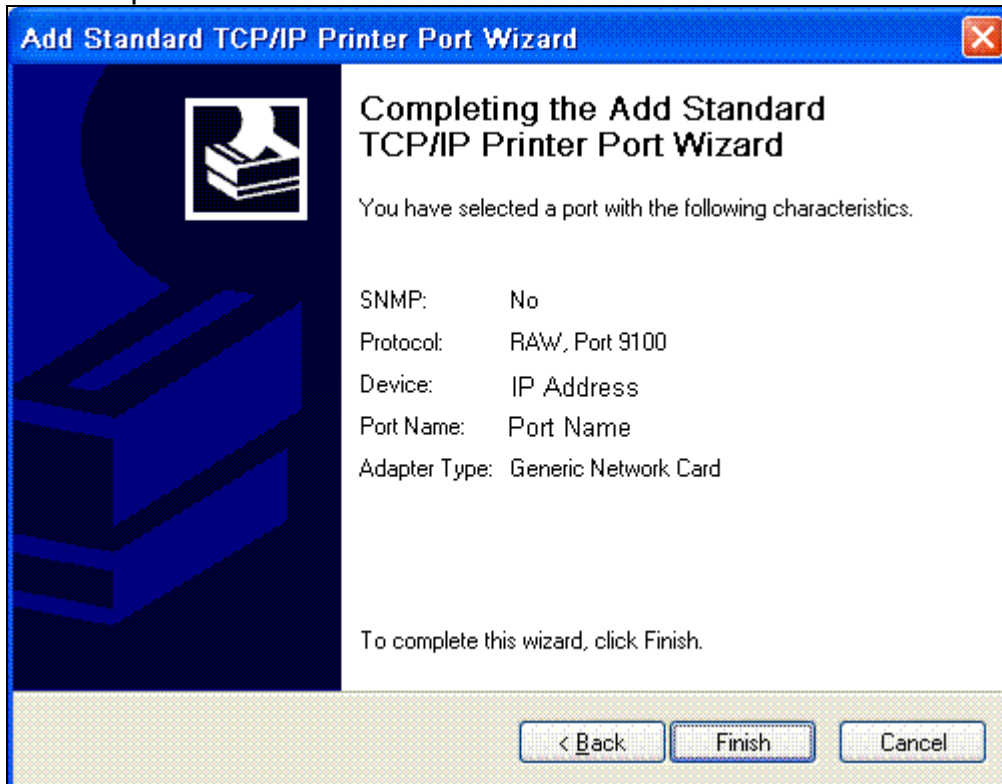 Add Standard TCP/IP Printer Port Wizard
Completing the Add Standard
TCP/IP Printer Port Wizard
You have selected a port with the following characteristics.
SNMP: No
Protocol: RAW, Port 9100
Device: IP Address
Port Name: Port Name
Adapter Type: Generic Network Card
To complete this wizard, click Finish.
< Back Finish Cancel